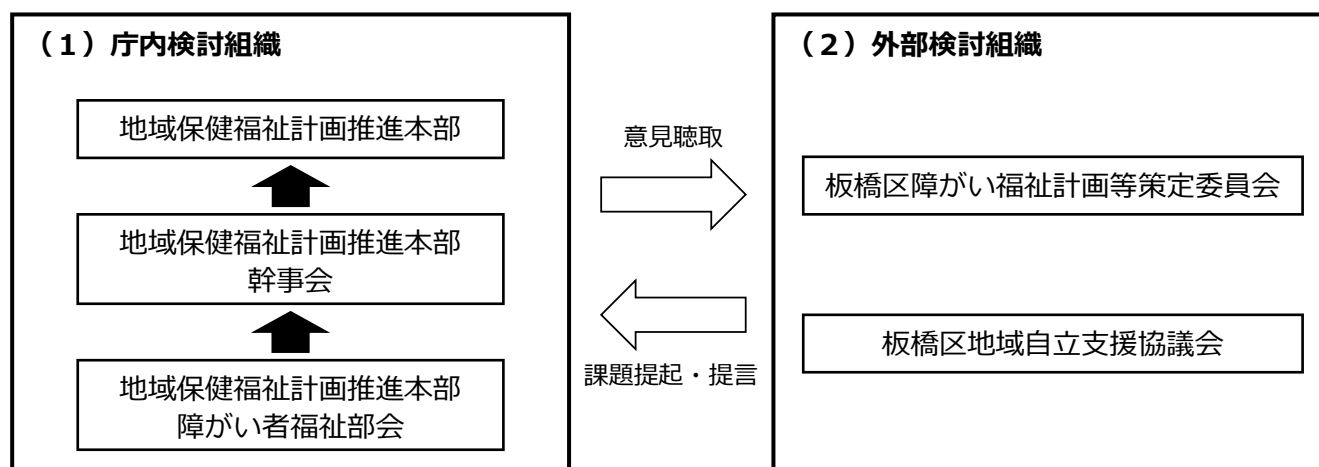 （１）庁内検討組織
地域保健福祉計画推進本部
地域保健福祉計画推進本部
幹事会
地域保健福祉計画推進本部
障がい者福祉部会
意見聴取
課題提起・提言
（２）外部検討組織
板橋区障がい福祉計画等策定委員会
板橋区地域自立支援協議会